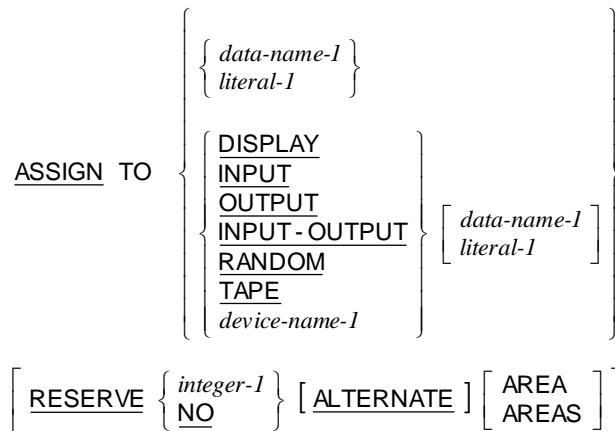 data-name-1
literal-1
ASSIGN TO
DISPLAY
INPUT
OUTPUT
INPUT-OUTPUT
RANDOM
TAPE
device-name-1
data-name-1
literal-1
[ RESERVE { integer-1 NO } [ ALTERNATE ] [ AREA AREAS ] ]